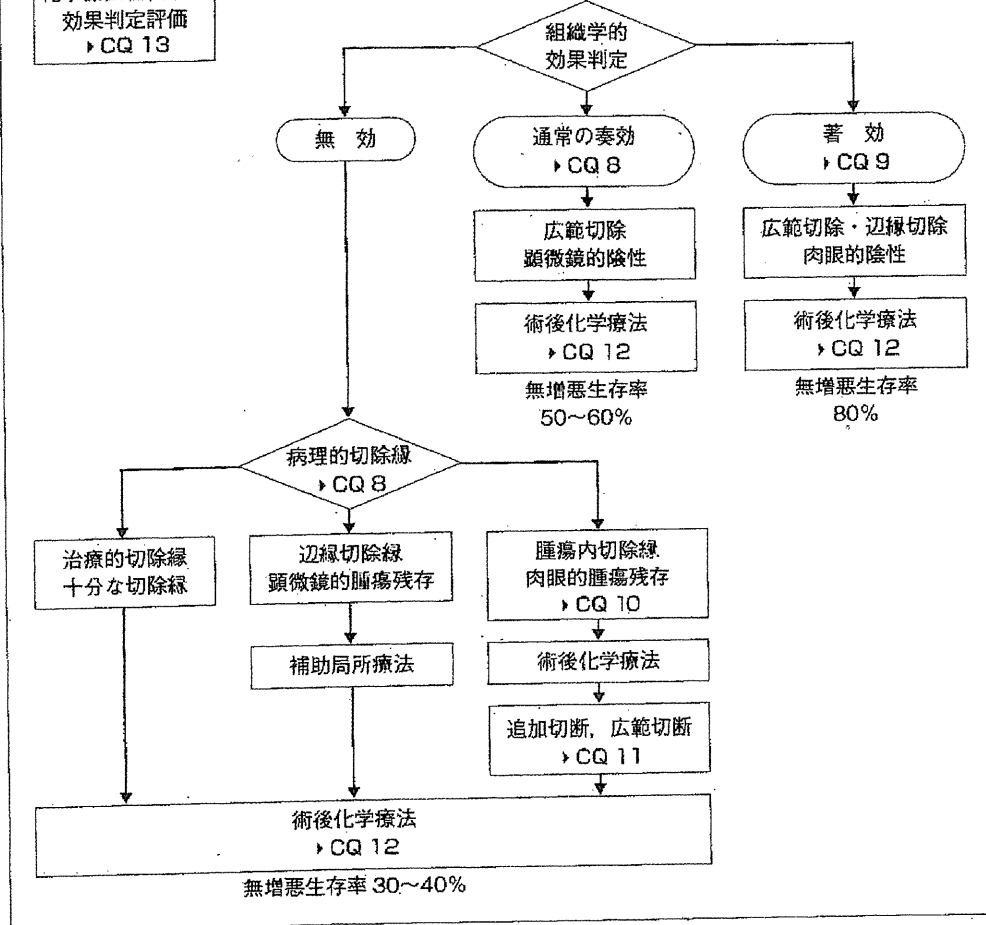 効果判定評価
▶CQ 13
組織学的
効果判定
無　効
通常の奏効
▶CQ 8
著　効
▶CQ 9
広範切除
顕微鏡的陰性
広範切除・辺縁切除
肉眼的陰性
術後化学療法
▶CQ 12
術後化学療法
▶CQ 12
無増悪生存率
50～60%
無増悪生存率
80%
病理的切除縁
▶CQ 8
治療的切除縁
十分な切除縁
辺縁切除縁
顕微鏡的腫瘍残存
腫瘍内切除縁
肉眼的腫瘍残存
▶CQ 10
補助局所療法
術後化学療法
追加切断，広範切断
▶CQ 11
術後化学療法
▶CQ 12
無増悪生存率 30～40%